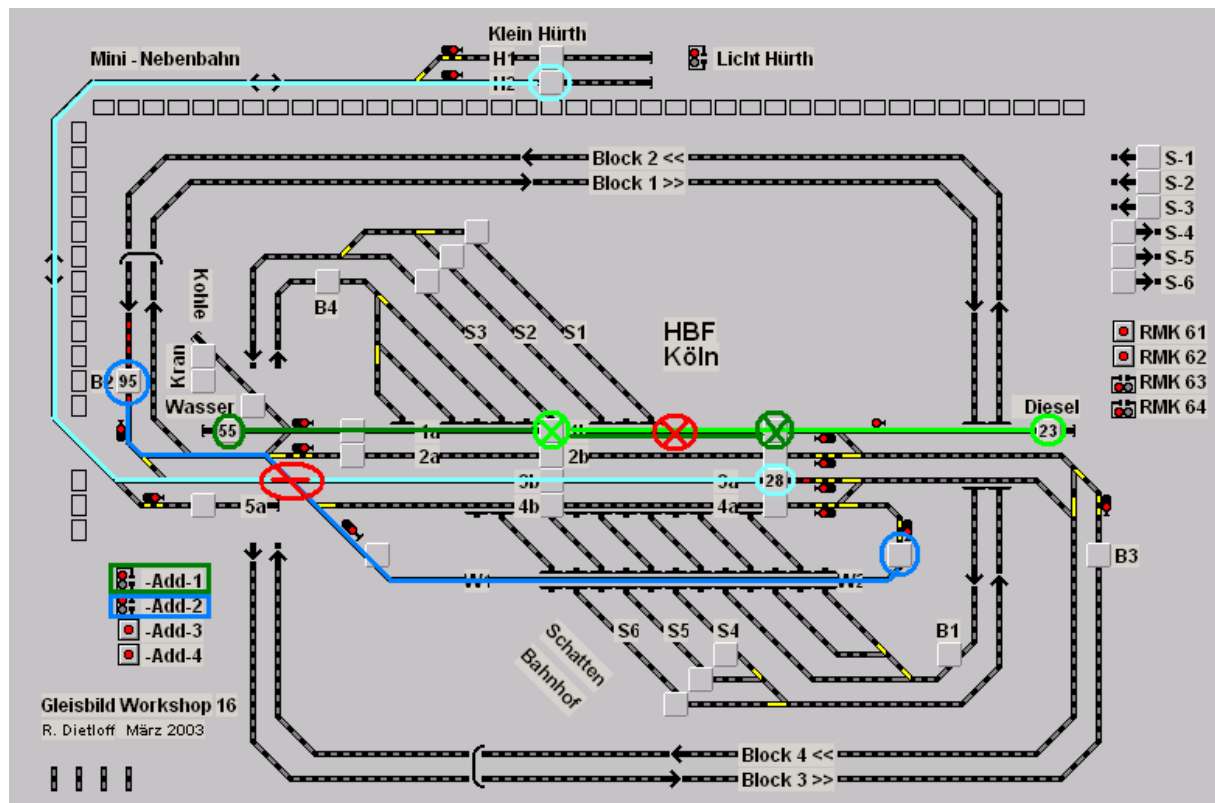 Klein Hürth
Mini - Nebenbahn
H1
Licht Hürth
H2
Block 2 <<
Block 1 >>
S-1
S-2
S-3
S-4
S-5
S-6
Kohle
B4
S3
S2
S1
HBF
Köln
RMK 61
RMK 62
RMK 63
RMK 64
Kran
B2
95
Wasser
Diesel
55
1a
23
2a
2b
3b
3a
28
5a
4b
4a
B3
W1
W2
-Add-1
-Add-2
-Add-3
-Add-4
S6
S5
S4
B1
Schatten
Bahnhof
Gleisbild Workshop 16
R. Dietloff März 2003
Block 4 <<
Block 3 >>